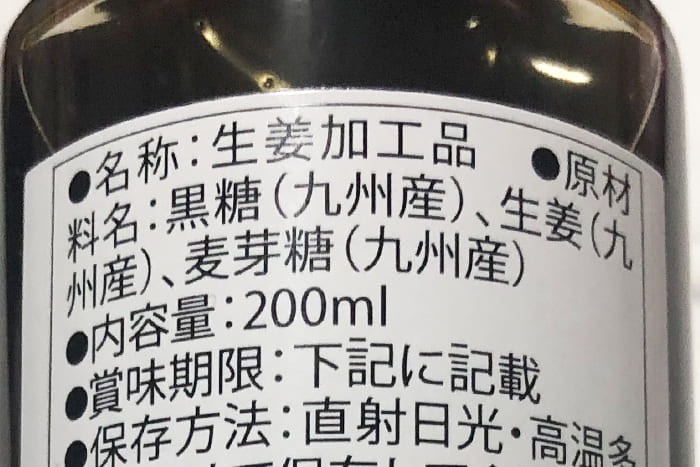 ●名称:生姜加工品 ●原材
料名:黒糖(九州産)、生姜(九
州産)、麦芽糖(九州産)
●内容量:200ml
●賞味期限:下記に記載
●保存方法:直射日光・高温多